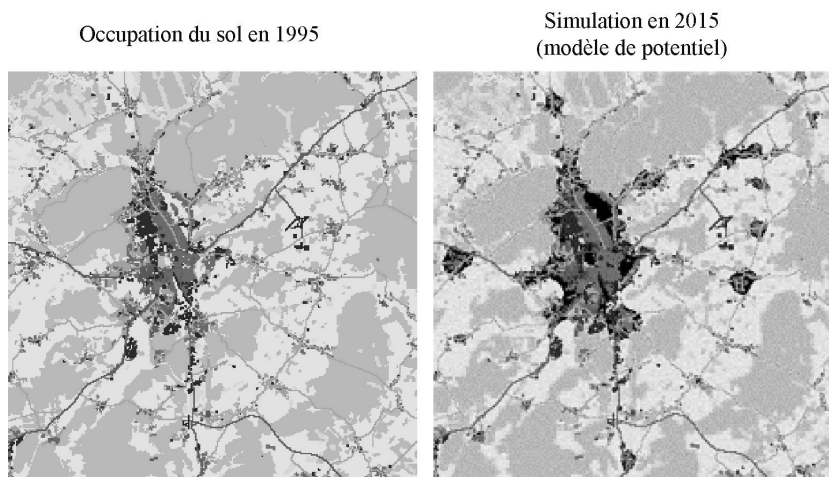 Occupation du sol en 1995
Simulation en 2015
(modèle de potentiel)